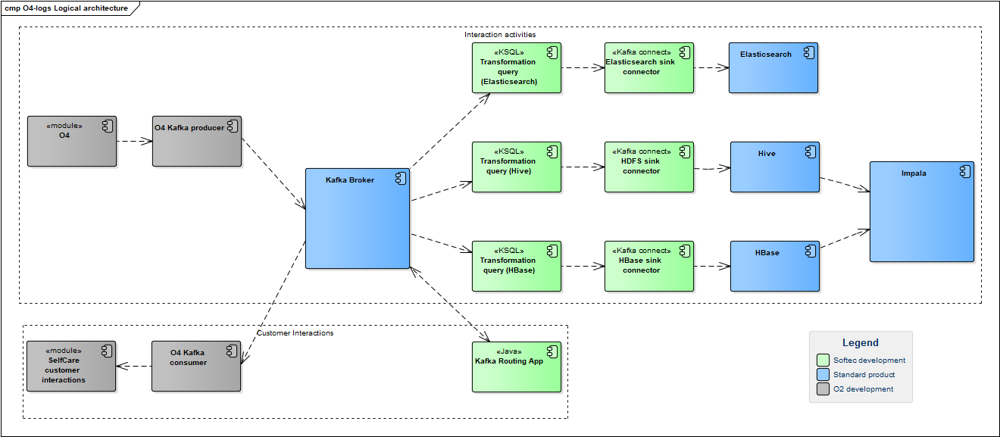 cmp O4-logs Logical architecture
Interaction activities
«KSQL»
Transformation
query
(Elasticsearch)
«Kafka connect»
Elasticsearch sink
connector
Elasticsearch
«module»
O4
O4 Kafka producer
«KSQL»
Transformation
query (Hive)
«Kafka connect»
HDFS sink
connector
Hive
Kafka Broker
Impala
«KSQL»
Transformation
query (HBase)
«Kafka connect»
HBase sink
connector
HBase
Customer Interactions
«module»
SelfCare
customer
interactions
O4 Kafka
consumer
«Java»
Kafka Routing App
Legend
Softec development
Standard product
O2 development